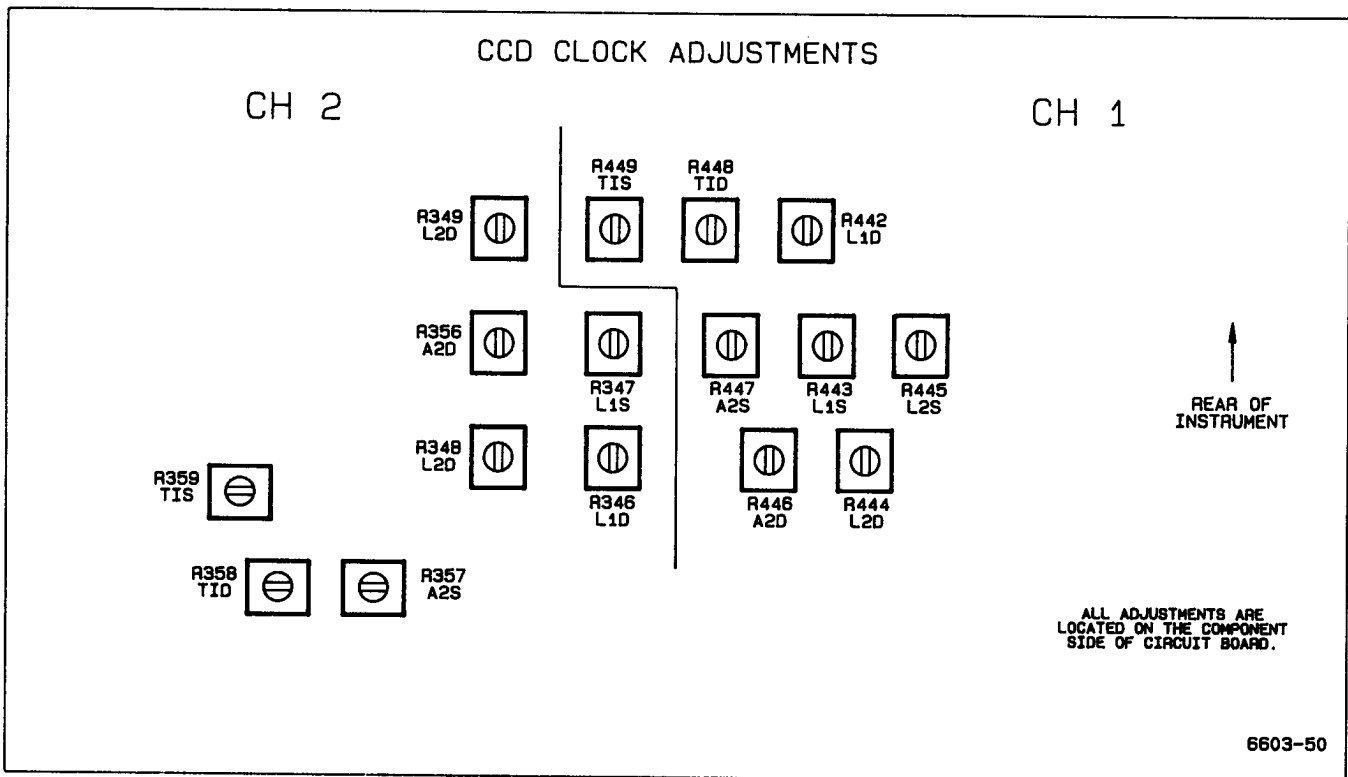 CCD CLOCK ADJUSTMENTS
CH 2
CH 1
R449
TIS
R448
TID
R349
L2D
R442
L1D
R356
A2D
R347
L1S
R447
A2S
R443
L1S
R445
L2S
REAR OF
INSTRUMENT
R348
L2D
R346
L1D
R446
A2D
R444
L2D
R359
TIS
R358
TID
R357
A2S
ALL ADJUSTMENTS ARE
LOCATED ON THE COMPONENT
SIDE OF CIRCUIT BOARD.
6603-50